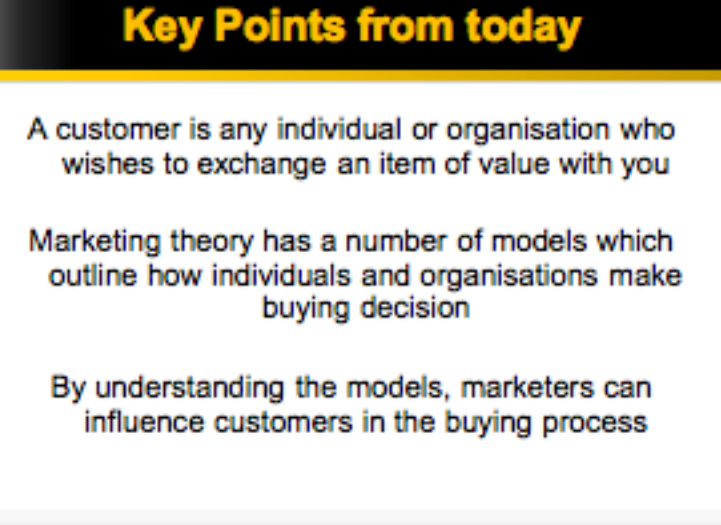 Key Points from today
A customer is any individual or organisation who
wishes to exchange an item of value with you
Marketing theory has a number of models which
outline how individuals and organisations make
buying decision
By understanding the models, marketers can
influence customers in the buying process